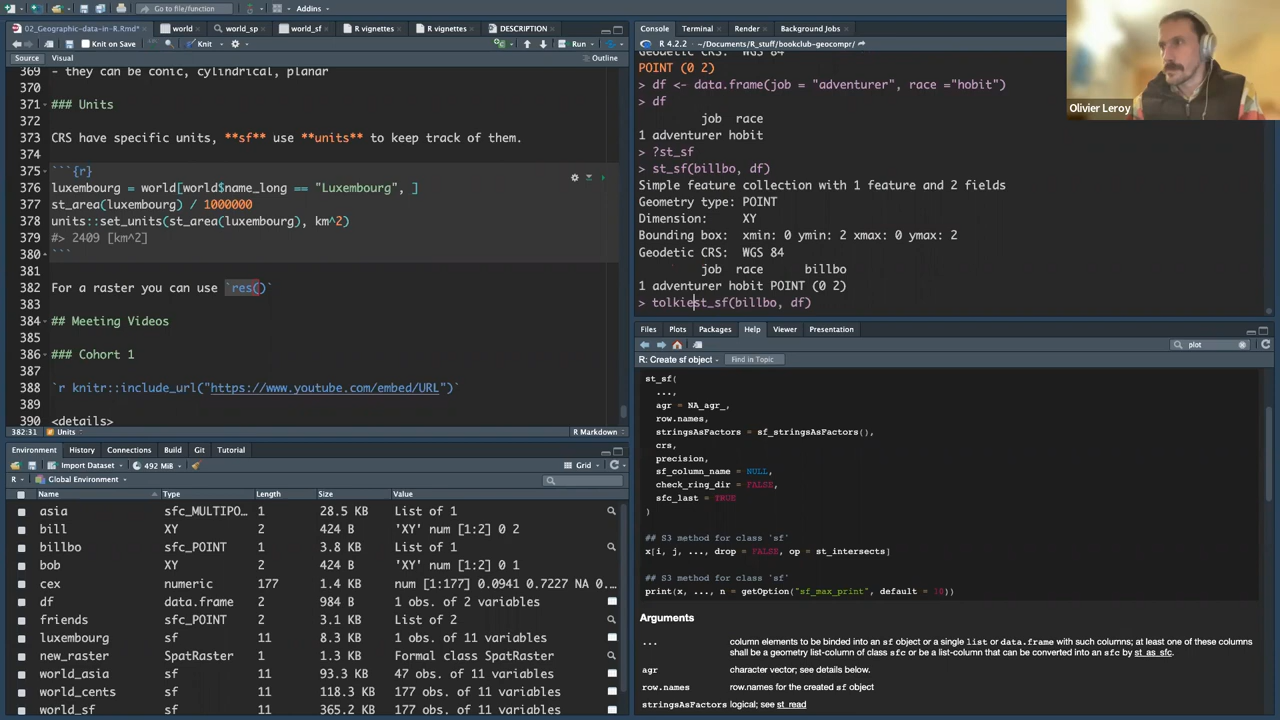 Go to file/function
Addins
02_Geographic-data-in-R.Rmd*
world
world_sp
world_sf
R vignettes
R vignettes
DESCRIPTION
Knit on Save
Knit
Run
Source
Visual
Outline
369 - they can be conic, cylindrical, planar
370
371 ### Units
372
373 CRS have specific units, **sf** use **units** to keep track of them.
374
375 ```{r}
376 luxembourg = world[world$name_long == "Luxembourg", ]
377 st_area(luxembourg) / 1000000
378 units::set_units(st_area(luxembourg), km^2)
379 #> 2409 [km^2]
380 ```
381
382 For a raster you can use `res()`
383
384 ## Meeting Videos
385
386 ### Cohort 1
387
388 `r knitr::include_url("https://www.youtube.com/embed/URL")`
389
390 <details>
382:31
Units
R Markdown
Environment
History
Connections
Build
Git
Tutorial
Import Dataset
492 MiB
Grid
R
Global Environment
Name Type Length Size Value
asia sfc_MULTIPO… 1 28.5 KB List of 1
bill XY 2 424 B 'XY' num [1:2] 0 2
billbo sfc_POINT 1 3.8 KB List of 1
bob XY 2 424 B 'XY' num [1:2] 0 1
cex numeric 177 1.4 KB num [1:177] 0.0941 0.7227 NA 0.…
df data.frame 2 984 B 1 obs. of 2 variables
friends sfc_POINT 2 3.1 KB List of 2
luxembourg sf 11 8.3 KB 1 obs. of 11 variables
new_raster SpatRaster 1 1.3 KB Formal class SpatRaster
world_asia sf 11 93.3 KB 47 obs. of 11 variables
world_cents sf 11 118.3 KB 177 obs. of 11 variables
world_sf sf 11 365.2 KB 177 obs. of 11 variables
Console
Terminal
Render
Background Jobs
R 4.2.2 · ~/Documents/R_stuff/bookclub-geocompr/
Geodetic CRS: WGS 84
POINT (0 2)
> df <- data.frame(job = "adventurer", race ="hobit")
> df
job race
1 adventurer hobit
> ?st_sf
> st_sf(billbo, df)
Simple feature collection with 1 feature and 2 fields
Geometry type: POINT
Dimension: XY
Bounding box: xmin: 0 ymin: 2 xmax: 0 ymax: 2
Geodetic CRS: WGS 84
job race billbo
1 adventurer hobit POINT (0 2)
> tolkiest_sf(billbo, df)
Olivier Leroy
Files
Plots
Packages
Help
Viewer
Presentation
plot
R: Create sf object
Find in Topic
st_sf(
...,
agr = NA_agr_,
row.names,
stringsAsFactors = sf_stringsAsFactors(),
crs,
precision,
sf_column_name = NULL,
check_ring_dir = FALSE,
sfc_last = TRUE
)
## S3 method for class 'sf'
x[i, j, ..., drop = FALSE, op = st_intersects]
## S3 method for class 'sf'
print(x, ..., n = getOption("sf_max_print", default = 10))
Arguments
... column elements to be binded into an sf object or a single list or data.frame with such columns; at least one of these columns
shall be a geometry list-column of class sfc or be a list-column that can be converted into an sfc by st_as_sfc.
agr character vector; see details below.
row.names row.names for the created sf object
stringsAsFactors logical; see st_read